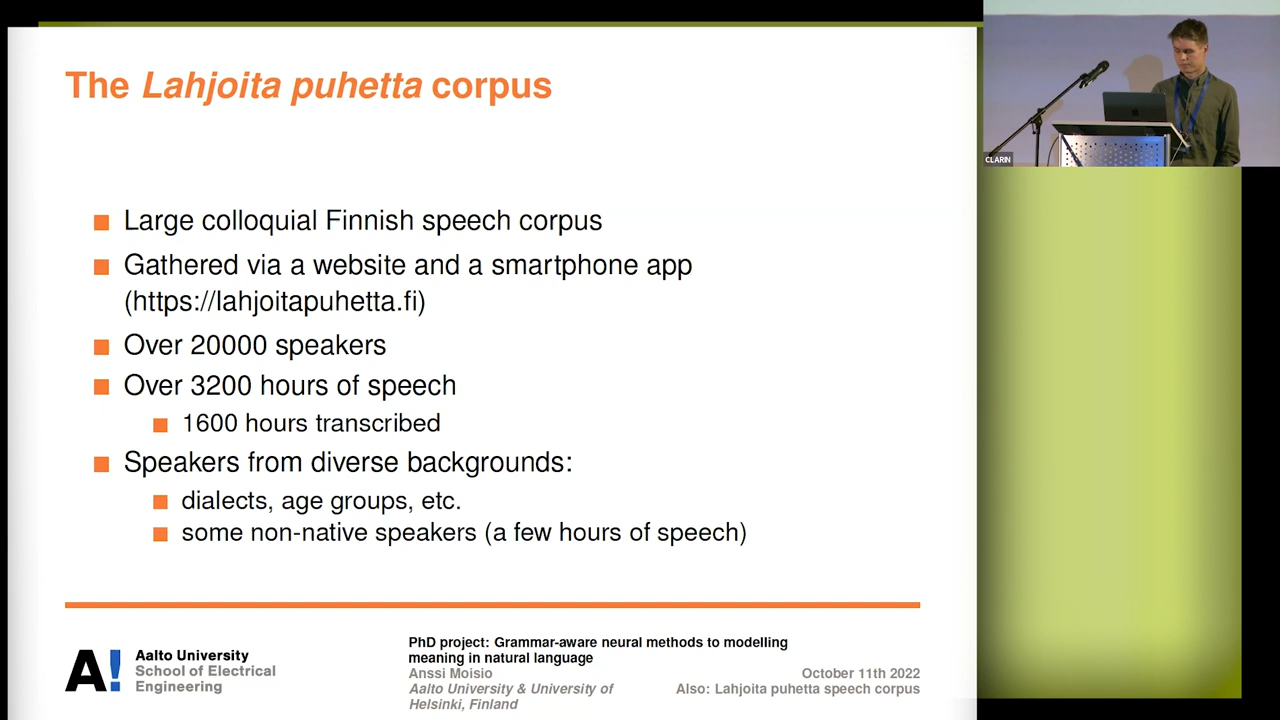 The Lahjoita puhetta corpus
Large colloquial Finnish speech corpus
Gathered via a website and a smartphone app
(https://lahjoitapuhetta.fi)
Over 20000 speakers
Over 3200 hours of speech
1600 hours transcribed
Speakers from diverse backgrounds:
dialects, age groups, etc.
some non-native speakers (a few hours of speech)
A!
Aalto University
School of Electrical
Engineering
PhD project: Grammar-aware neural methods to modelling
meaning in natural language
Anssi Moisio
Aalto University & University of
Helsinki, Finland
October 11th 2022
Also: Lahjoita puhetta speech corpus
CLARIN